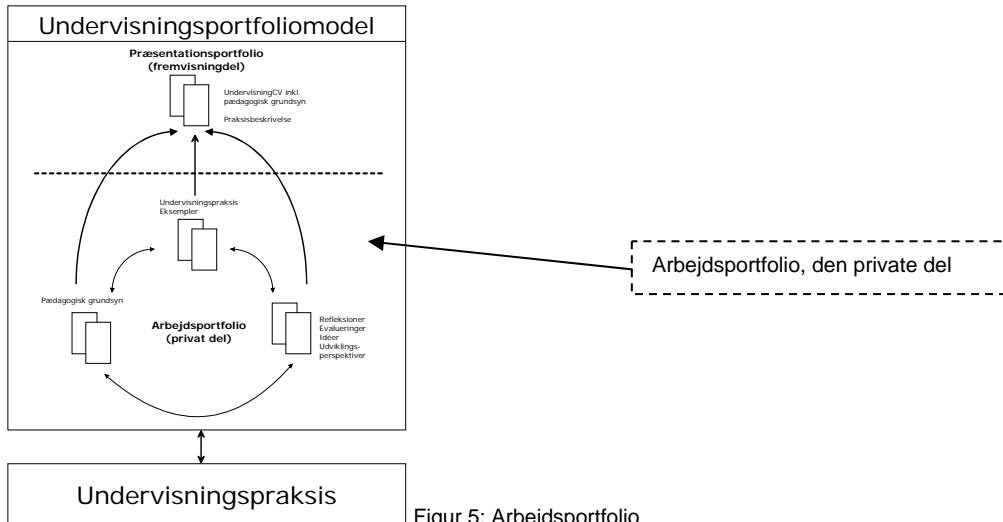 Undervisningsportfoliomodel
Præsentationsportfolio
(fremvisningdel)
UndervisningCV inkl.
pædagogisk grundsyn
Praksisbeskrivelse
Undervisningspraksis
Eksempler
Arbejdsportfolio, den private del
Pædagogisk grundsyn
Arbejdsportfolio
(privat del)
Refleksioner
Evalueringer
Idéer
Udviklings-
perspektiver
Undervisningspraksis
Figur 5: Arbejdsportfolio